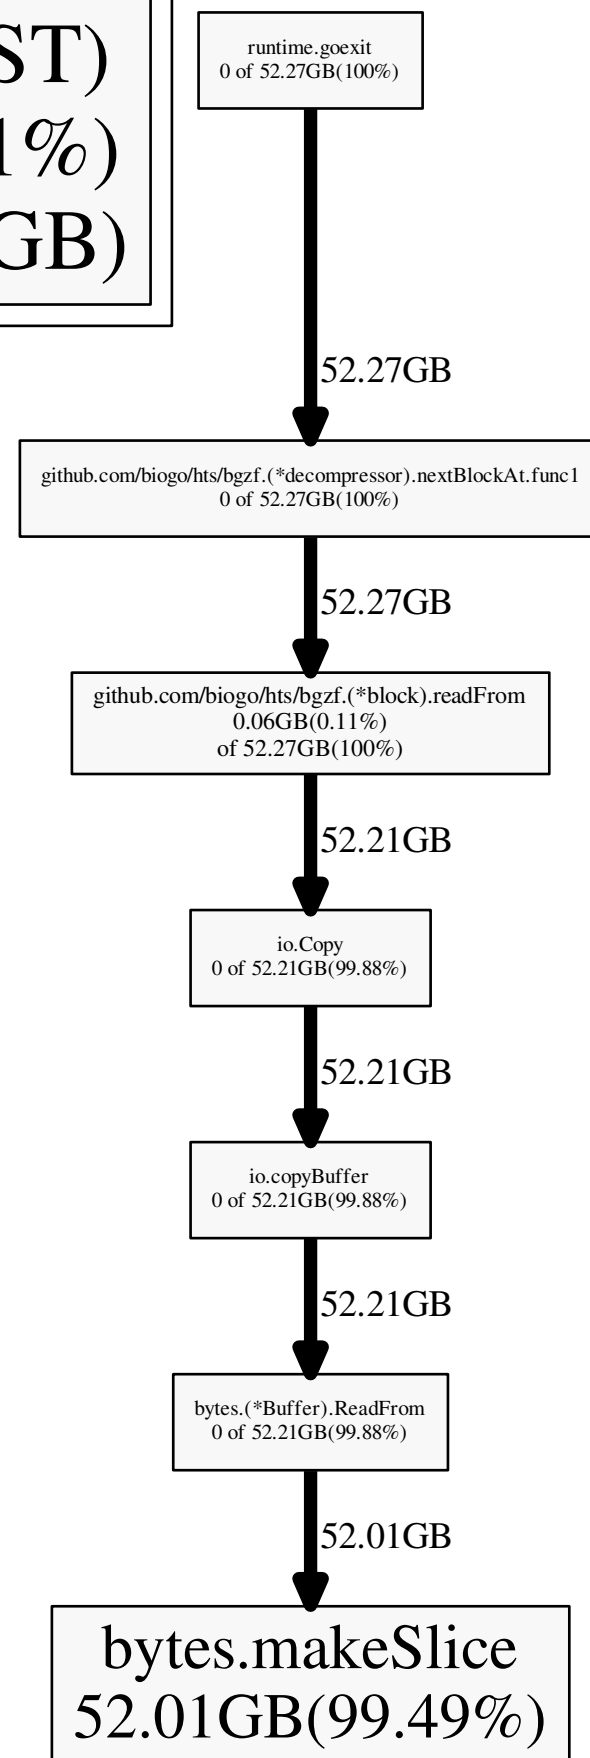 ST)
1%)
GB)
runtime.goexit
0 of 52.27GB(100%)
52.27GB
github.com/biogo/hts/bgzf.(*decompressor).nextBlockAt.func1
0 of 52.27GB(100%)
52.27GB
github.com/biogo/hts/bgzf.(*block).readFrom
0.06GB(0.11%)
of 52.27GB(100%)
52.21GB
io.Copy
0 of 52.21GB(99.88%)
52.21GB
io.copyBuffer
0 of 52.21GB(99.88%)
52.21GB
bytes.(*Buffer).ReadFrom
0 of 52.21GB(99.88%)
52.01GB
bytes.makeSlice
52.01GB(99.49%)